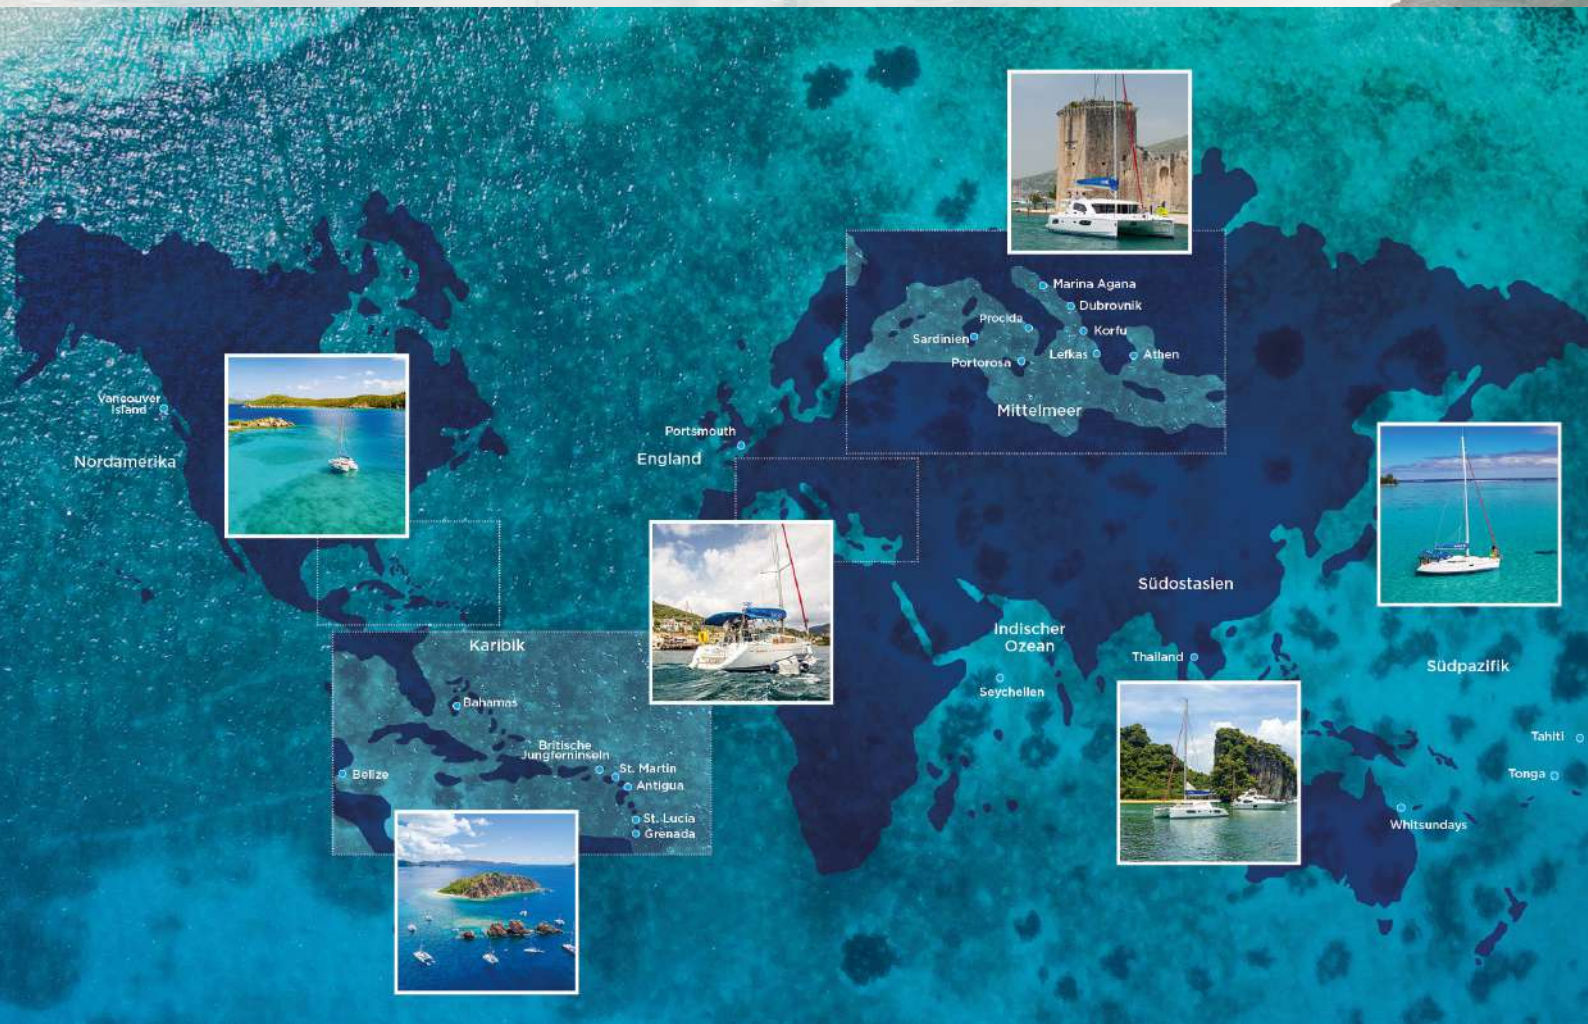 Marina Agana
Dubrovnik
Procida
Korfu
Sardinien
Lefkas
Athen
Portorosa
Mittelmeer
Vancouver
Island
Nordamerika
Portsmouth
England
Südostasien
Indischer
Ozean
Thailand
Seychellen
Südpazifik
Karibik
Bahamas
Britische
Jungferninseln
St. Martin
Belize
Antigua
St. Lucia
Grenada
Tahiti
Tonga
Whitsundays